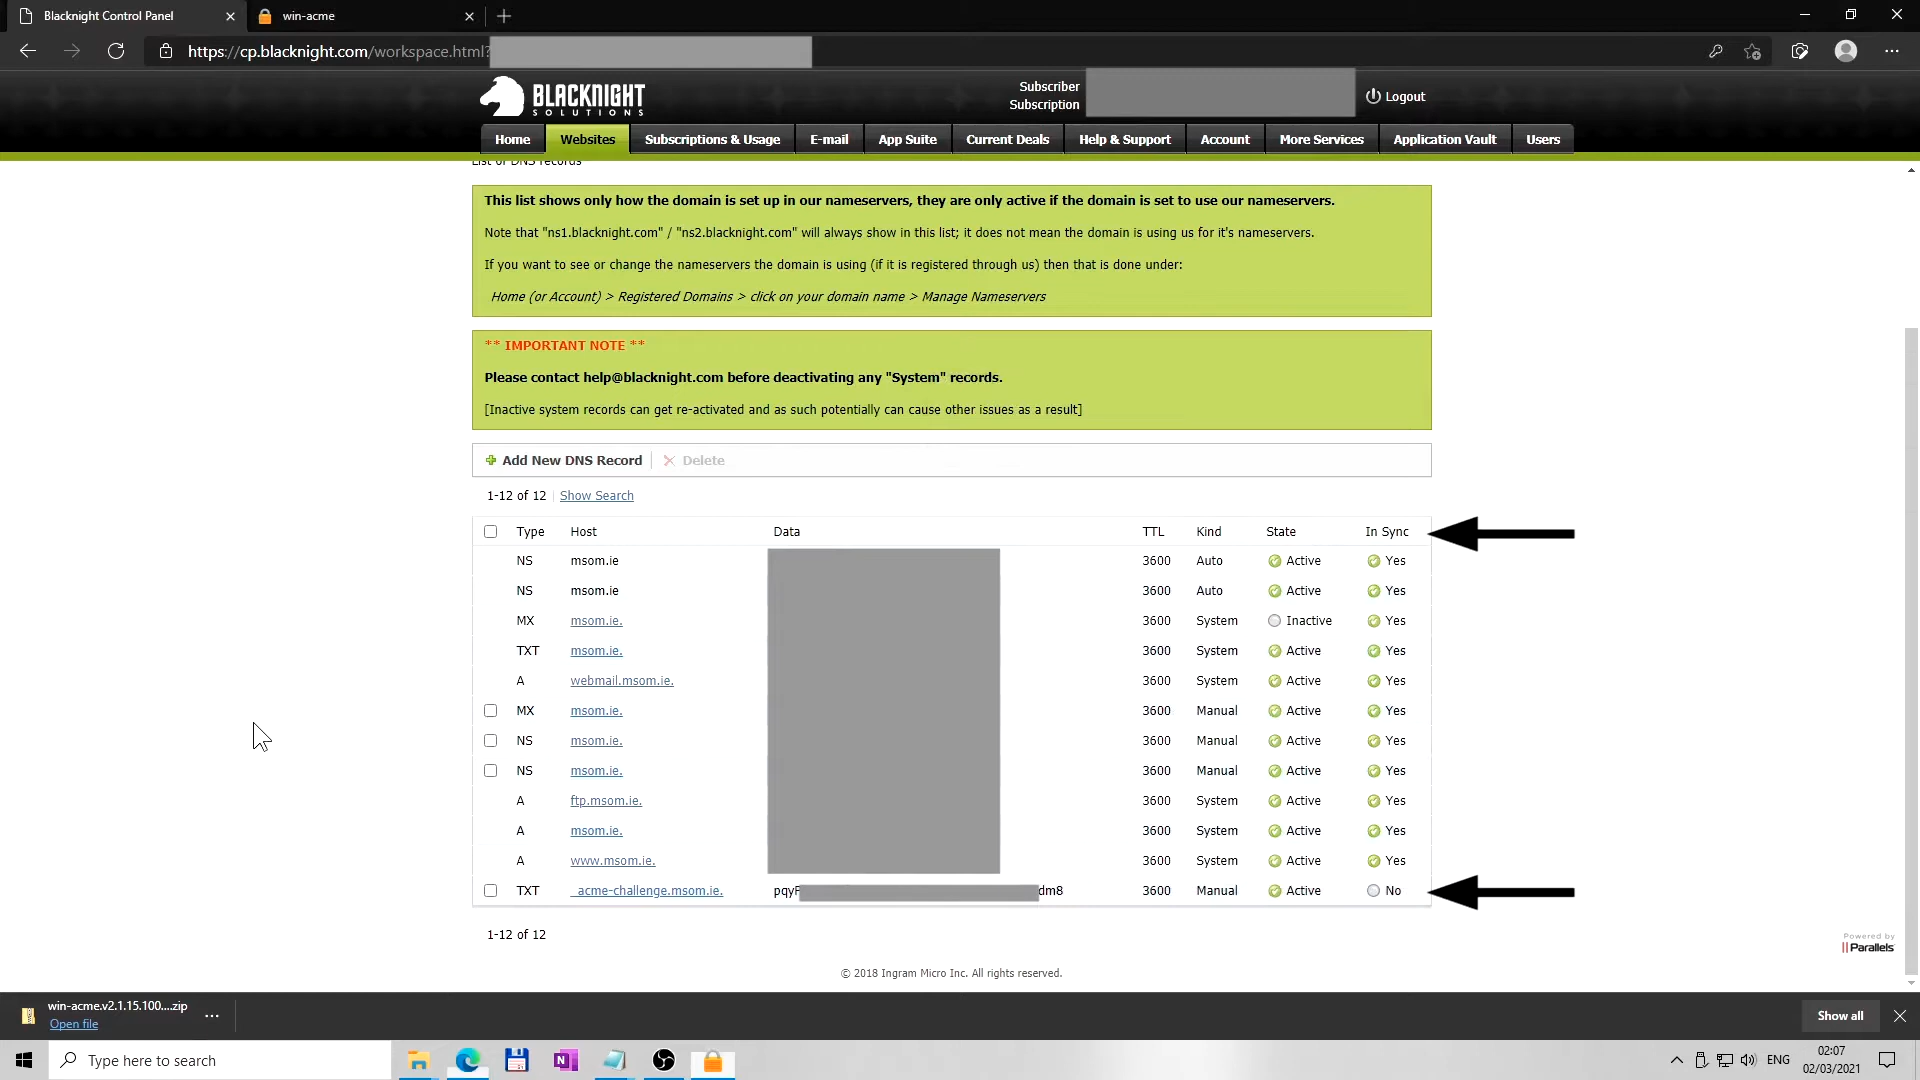 Blacknight Control Panel
win-acme
https://cp.blacknight.com/workspace.html?
BLACKNIGHT
SOLUTIONS
Subscriber
Subscription
Logout
Home
Websites
Subscriptions & Usage
E-mail
App Suite
Current Deals
Help & Support
Account
More Services
Application Vault
Users
List of DNS records
This list shows only how the domain is set up in our nameservers, they are only active if the domain is set to use our nameservers.
Note that "ns1.blacknight.com" / "ns2.blacknight.com" will always show in this list; it does not mean the domain is using us for it's nameservers.
If you want to see or change the nameservers the domain is using (if it is registered through us) then that is done under:
Home (or Account) > Registered Domains > click on your domain name > Manage Nameservers
** IMPORTANT NOTE **
Please contact help@blacknight.com before deactivating any "System" records.
[Inactive system records can get re-activated and as such potentially can cause other issues as a result]
Add New DNS Record
Delete
1-12 of 12
Show Search
Type Host Data TTL Kind State In Sync
NS msom.ie 3600 Auto Active Yes
NS msom.ie 3600 Auto Active Yes
MX msom.ie. 3600 System Inactive Yes
TXT msom.ie. 3600 System Active Yes
A webmail.msom.ie. 3600 System Active Yes
MX msom.ie. 3600 Manual Active Yes
NS msom.ie. 3600 Manual Active Yes
NS msom.ie. 3600 Manual Active Yes
A ftp.msom.ie. 3600 System Active Yes
A msom.ie. 3600 System Active Yes
A www.msom.ie. 3600 System Active Yes
TXT _acme-challenge.msom.ie. pqyF dm8 3600 Manual Active No
1-12 of 12
Powered by
Parallels
© 2018 Ingram Micro Inc. All rights reserved.
win-acme.v2.1.15.100....zip
Open file
Show all
Type here to search
ENG
02:07
02/03/2021